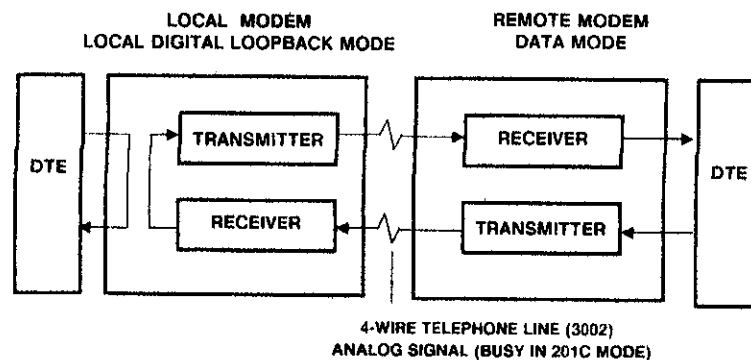 LOCAL MODEM
LOCAL DIGITAL LOOPBACK MODE
REMOTE MODEM
DATA MODE
DTE
TRANSMITTER
RECEIVER
RECEIVER
TRANSMITTER
DTE
4-WIRE TELEPHONE LINE (3002)
ANALOG SIGNAL (BUSY IN 201C MODE)